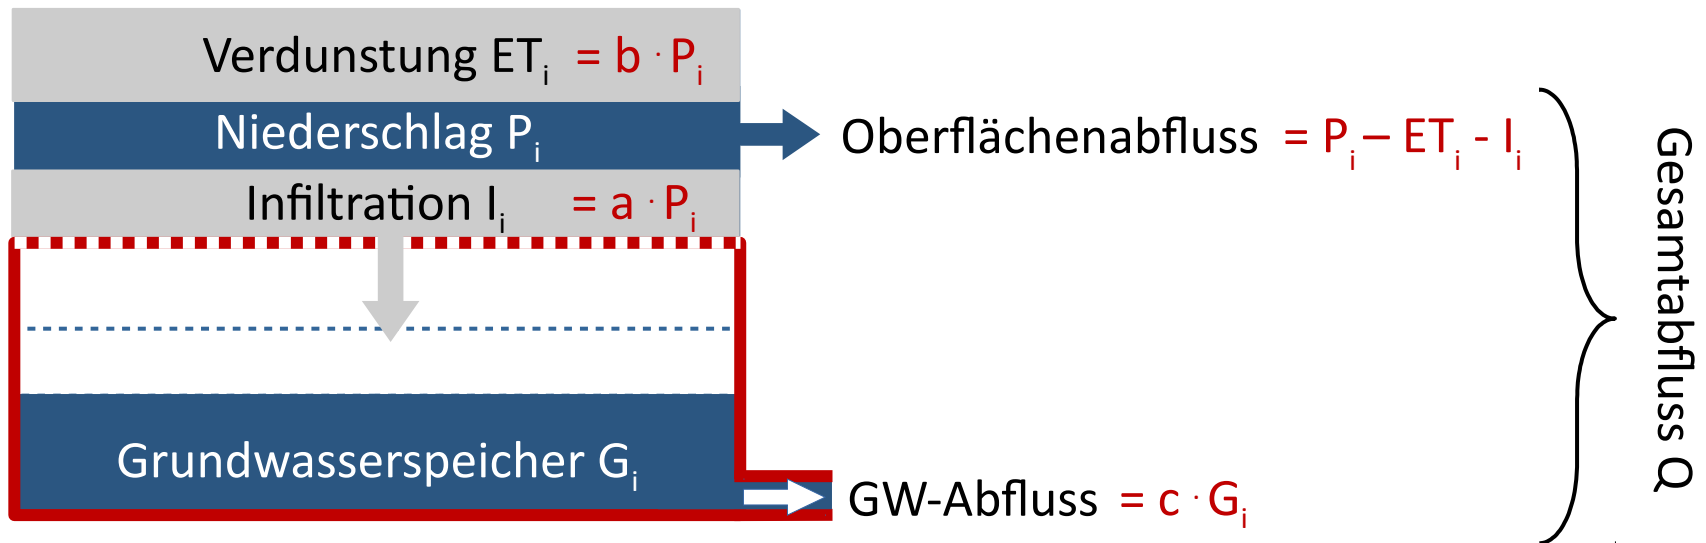 Verdunstung ETi = b · Pi
Niederschlag Pi
Oberflächenabfluss = Pi – ETi - Ii
Infiltration Ii = a · Pi
Grundwasserspeicher Gi
GW-Abfluss = c · Gi
Gesamtabfluss Q